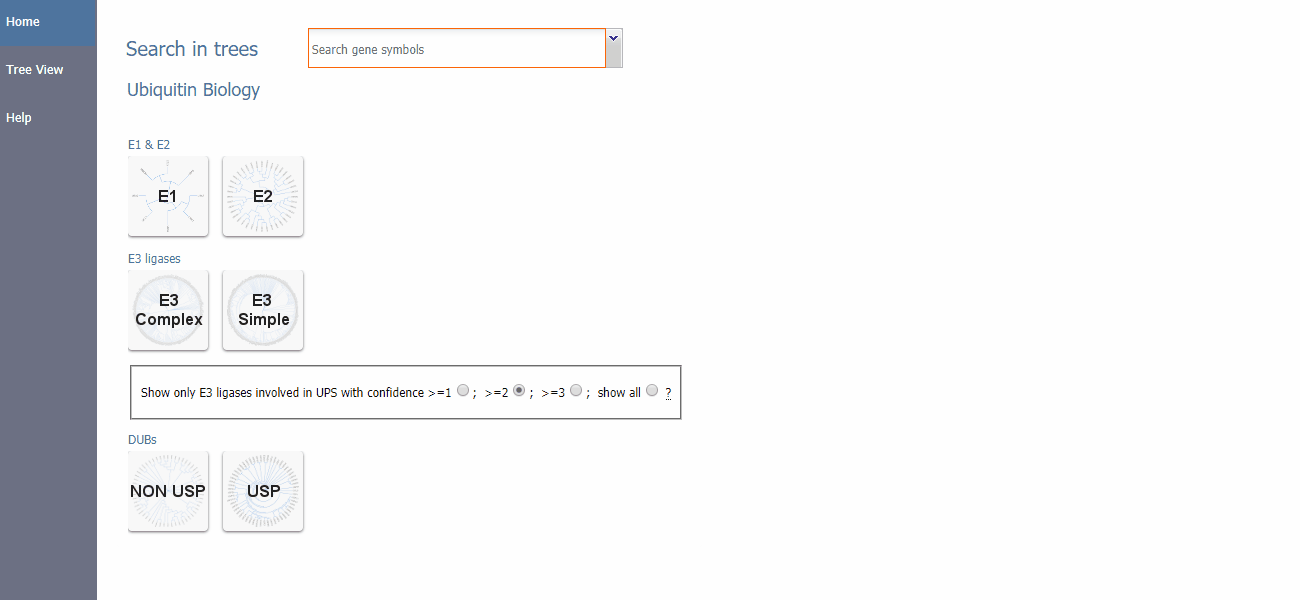 Home
Tree View
Help
Search in trees
Search gene symbols
Ubiquitin Biology
E1 & E2
E1
E2
E3 ligases
E3
Complex
E3
Simple
Show only E3 ligases involved in UPS with confidence >=1 ; >=2 ; >=3 ; show all ?
DUBs
NON USP
USP